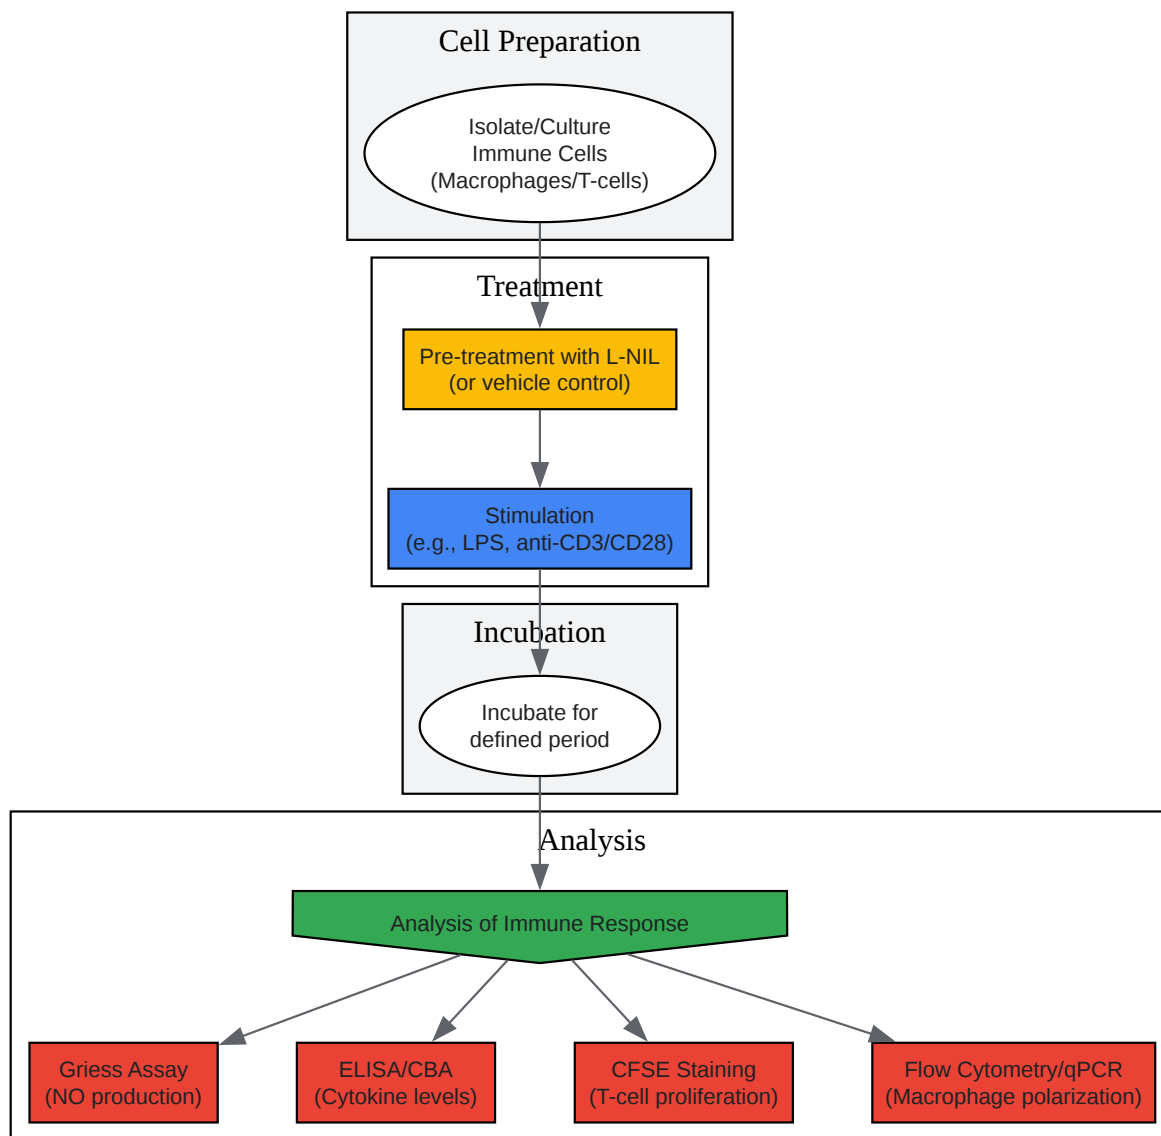 Cell Preparation
Isolate/Culture
Immune Cells
(Macrophages/T-cells)
Treatment
Pre-treatment with L-NIL
(or vehicle control)
Stimulation
(e.g., LPS, anti-CD3/CD28)
Incubation
Incubate for
defined period
Analysis
Analysis of Immune Response
Griess Assay
(NO production)
ELISA/CBA
(Cytokine levels)
CFSE Staining
(T-cell proliferation)
Flow Cytometry/qPCR
(Macrophage polarization)